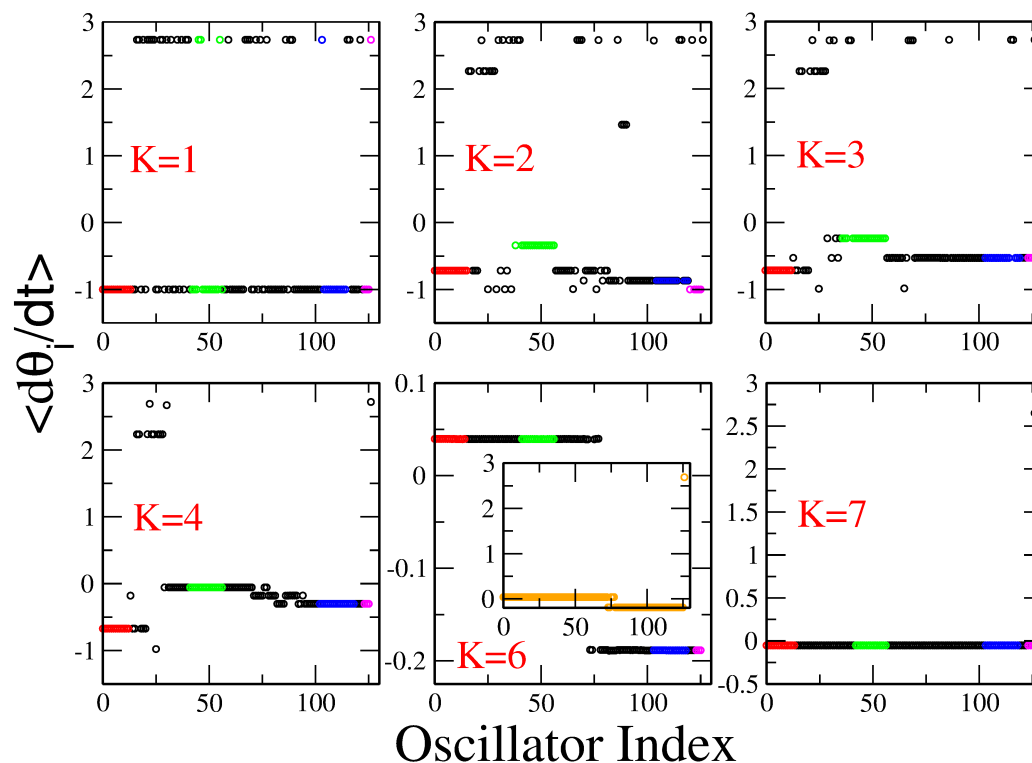 3 3 3
2 2 2
1 1 1
K=1 K=2 K=3
0 0 0
-1 -1 -1
0 50 100 0 50 100 0 50 100
<dθi/dt>
3 0.1 3
2 0 2.5
1 -0.1 2
K=4 K=7
0 -0.2 1.5
-1 1
0.5
0
-0.5
3
2
1
0
0 50 100
K=6
0 50 100 0 50 100 0 50 100
Oscillator Index